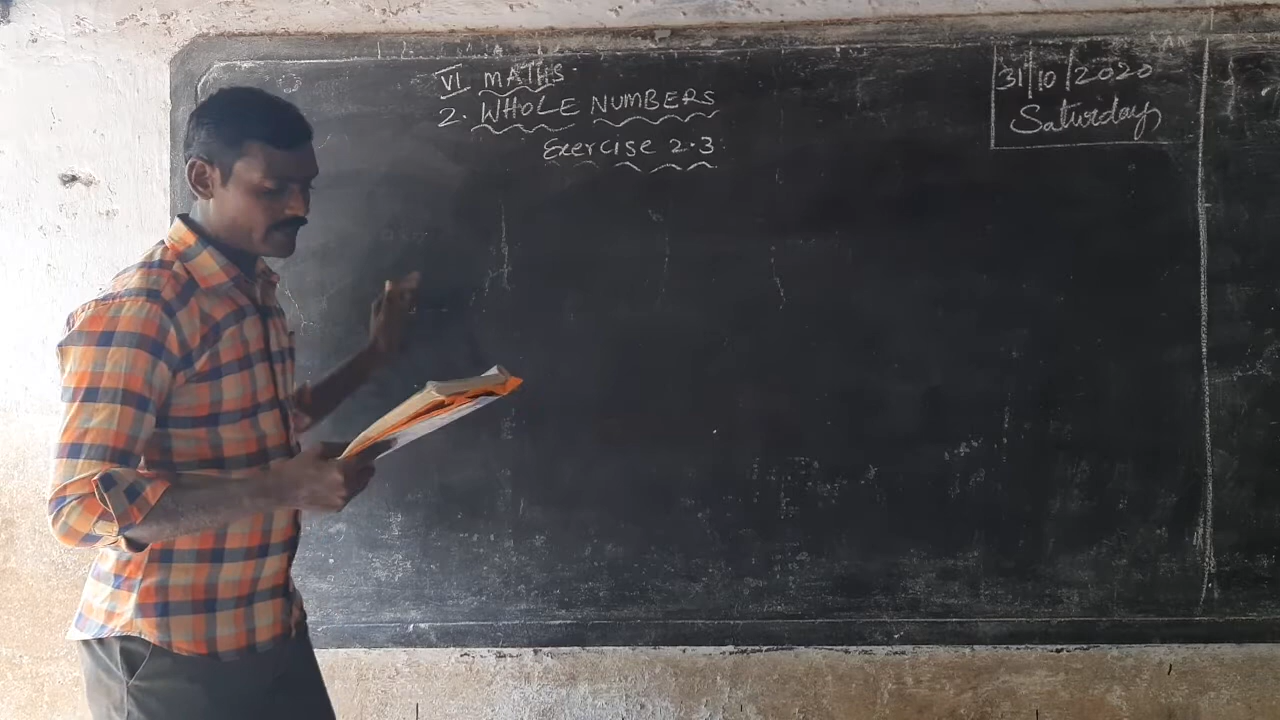 VI MATHS.
2. WHOLE NUMBERS
Exercise 2.3
31/10/2020
Saturday